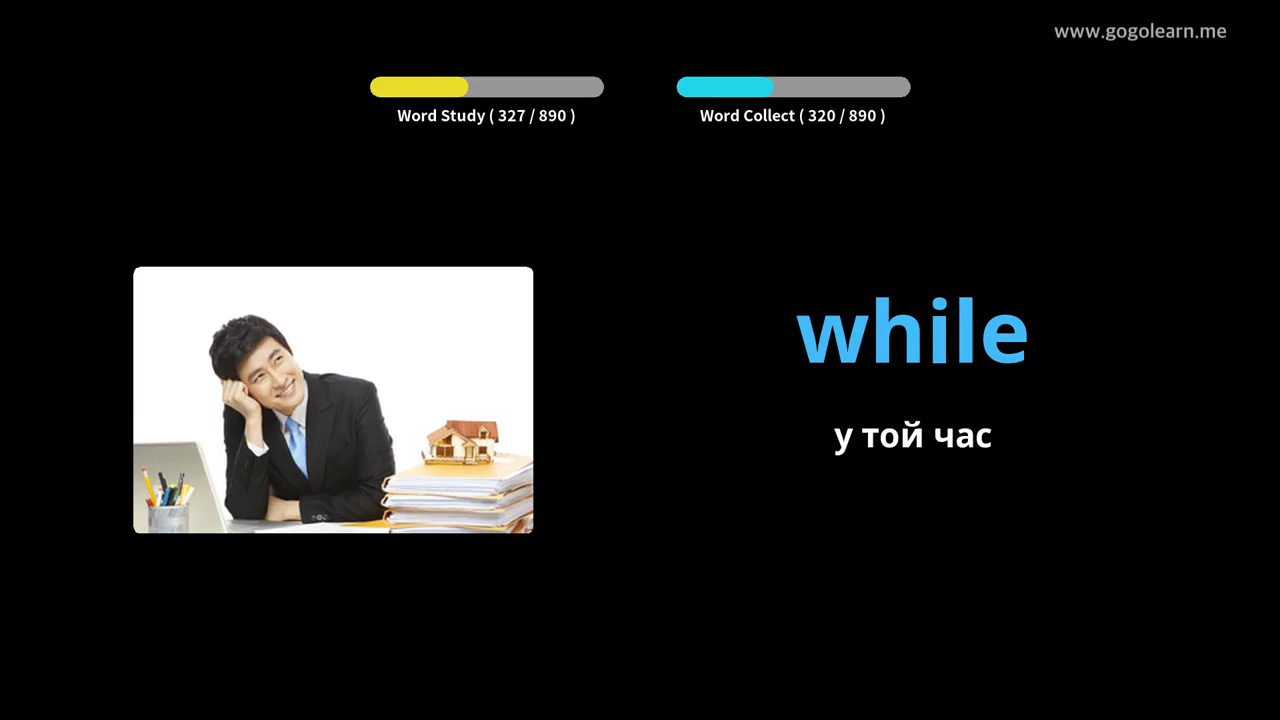 www.gogolearn.me
Word Study ( 327 / 890 )
Word Collect ( 320 / 890 )
while
у той час